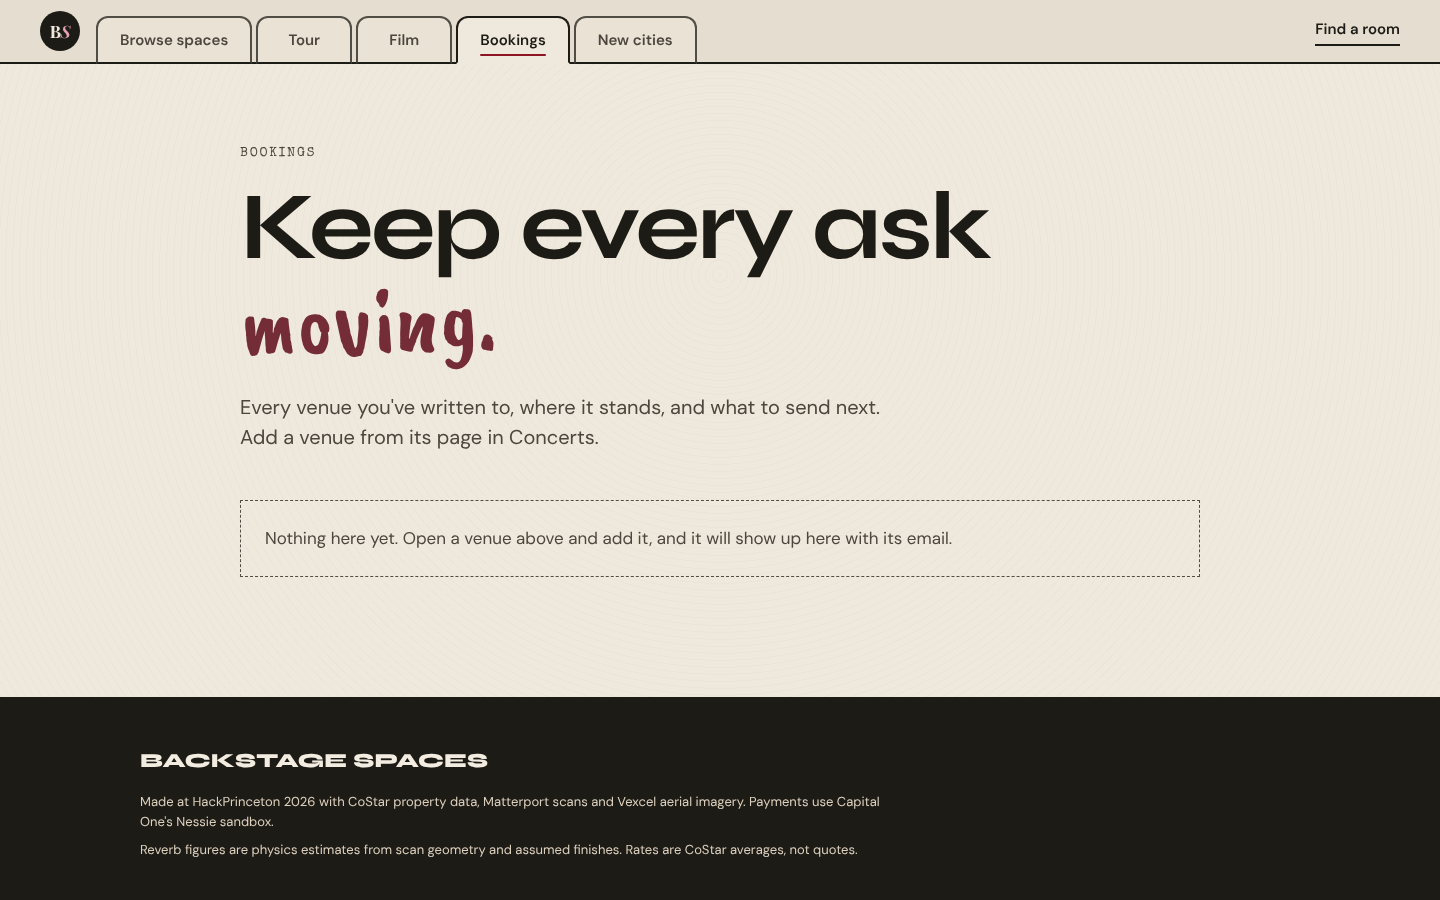 BS
Browse spaces
Tour
Film
Bookings
New cities
Find a room
BOOKINGS
Keep every ask
moving.
Every venue you've written to, where it stands, and what to send next.
Add a venue from its page in Concerts.
Nothing here yet. Open a venue above and add it, and it will show up here with its email.
BACKSTAGE SPACES
Made at HackPrinceton 2026 with CoStar property data, Matterport scans and Vexcel aerial imagery. Payments use Capital
One's Nessie sandbox.
Reverb figures are physics estimates from scan geometry and assumed finishes. Rates are CoStar averages, not quotes.